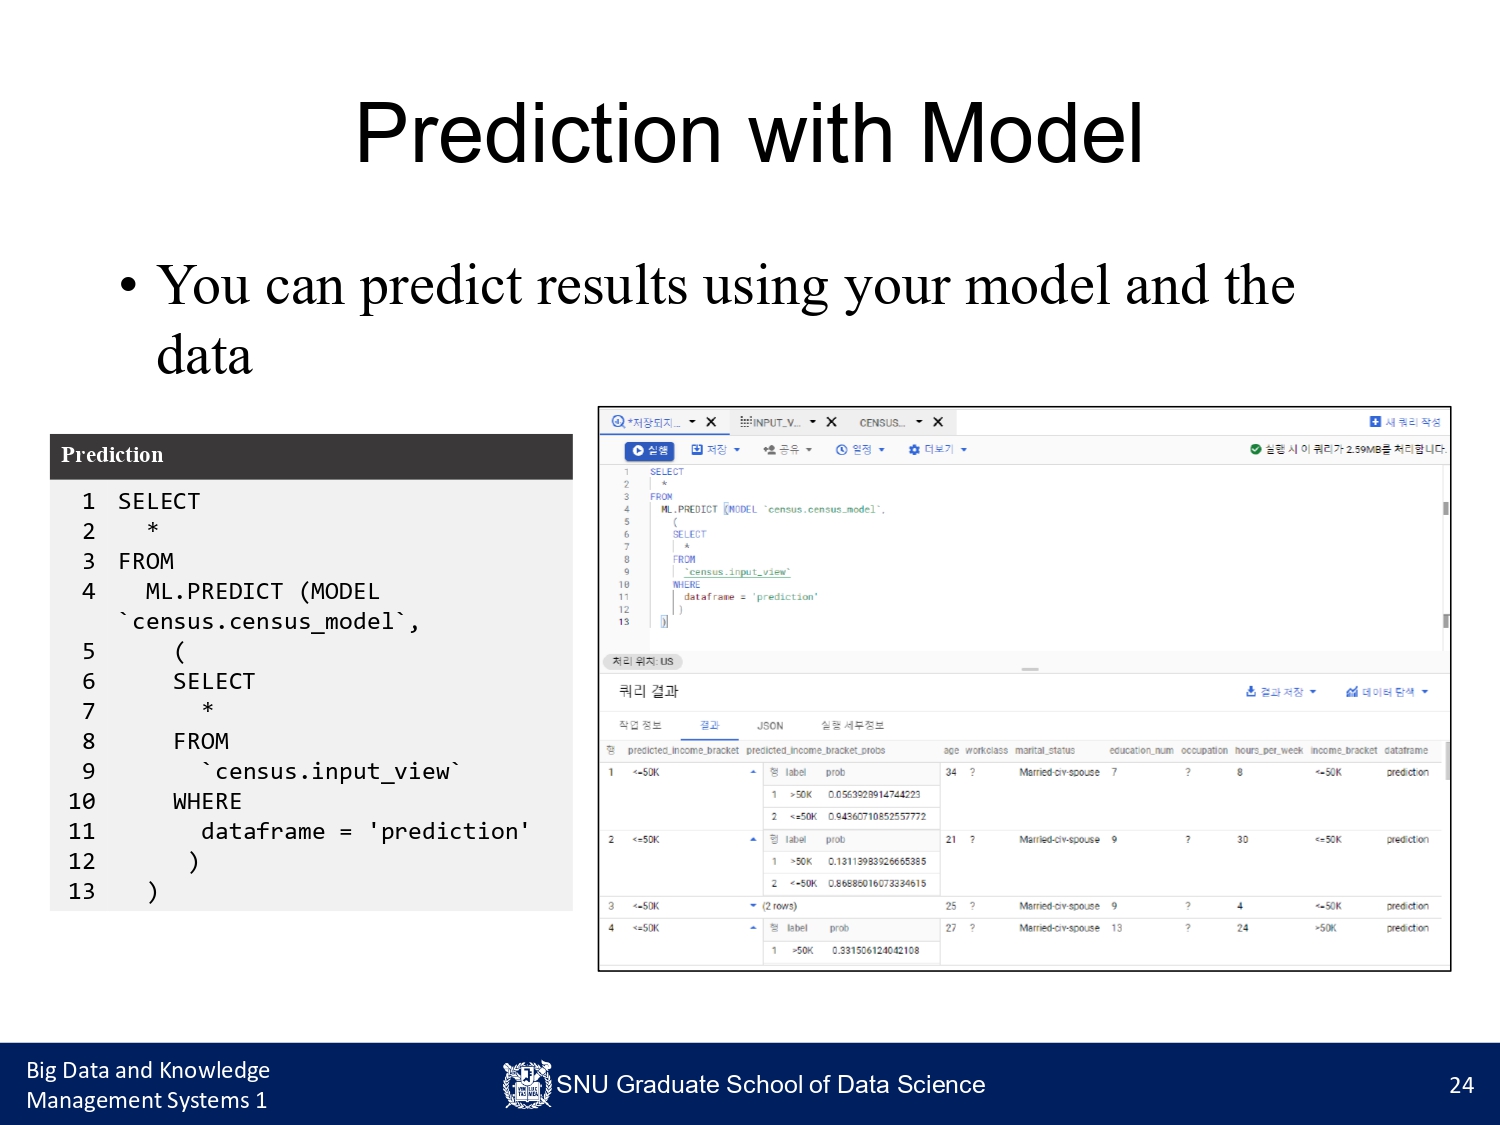 Prediction with Model
• You can predict results using your model and the
data
Prediction
1 SELECT
2 *
3 FROM
4 ML.PREDICT (MODEL
`census.census_model`,
5 (
6 SELECT
7 *
8 FROM
9 `census.input_view`
10 WHERE
11 dataframe = 'prediction'
12 )
13 )
*저장되지... INPUT_V... CENSUS... 새 쿼리 작성
실행 저장 공유 일정 더보기 실행 시 이 쿼리가 2.59MB를 처리합니다.
1 SELECT
2 *
3 FROM
4 ML.PREDICT (MODEL `census.census_model`,
5 (
6 SELECT
7 *
8 FROM
9 `census.input_view`
10 WHERE
11 dataframe = 'prediction'
12 )
13 )
처리 위치: US
쿼리 결과 결과 저장 데이터 탐색
작업 정보 결과 JSON 실행 세부정보
행 predicted_income_bracket predicted_income_bracket_probs age workclass marital_status education_num occupation hours_per_week income_bracket dataframe
1 <=50K 행 label prob 34 ? Married-civ-spouse 7 ? 8 <=50K prediction
1 >50K 0.0563928914744223
2 <=50K 0.94360710852557772
2 <=50K 행 label prob 21 ? Married-civ-spouse 9 ? 30 <=50K prediction
1 >50K 0.13113983926665385
2 <=50K 0.86886016073334615
3 <=50K (2 rows) 25 ? Married-civ-spouse 9 ? 4 <=50K prediction
4 <=50K 행 label prob 27 ? Married-civ-spouse 13 ? 24 >50K prediction
1 >50K 0.331506124042108
Big Data and Knowledge
Management Systems 1
SNU Graduate School of Data Science
24